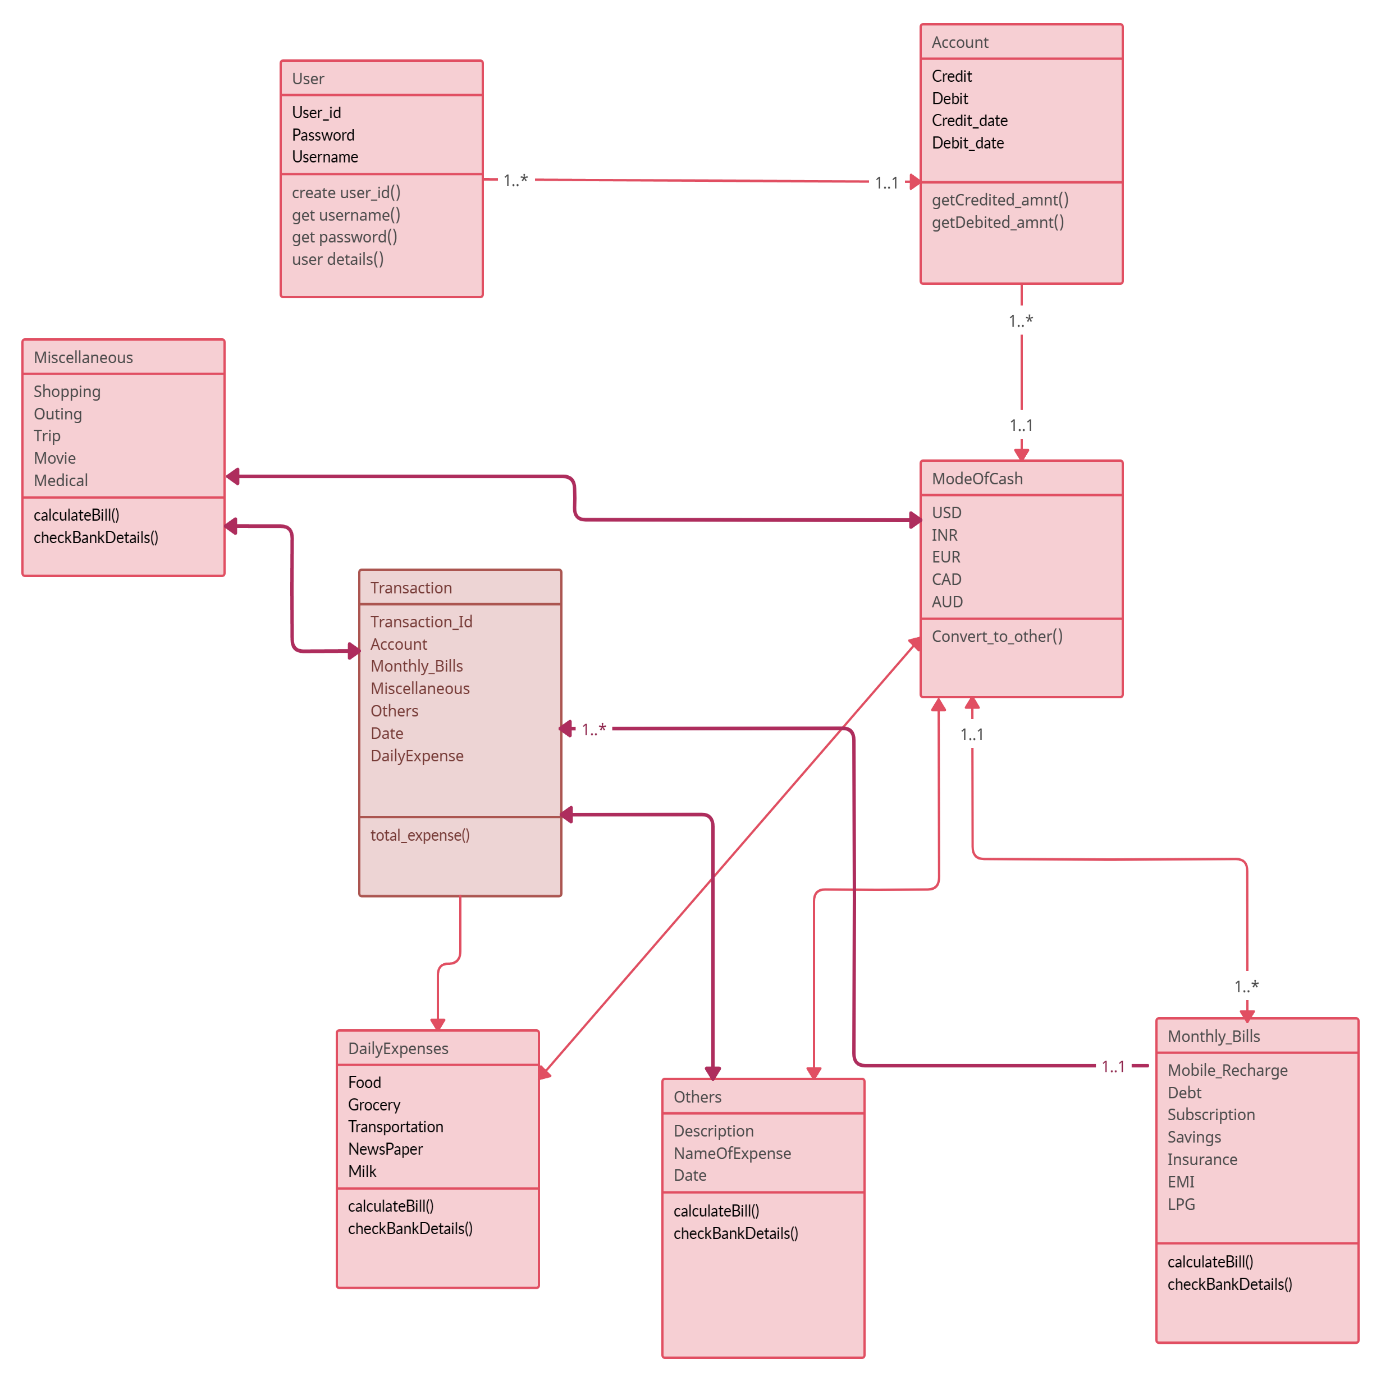 User
User_id
Password
Username
create user_id()
get username()
get password()
user details()
1..*
1..1
Account
Credit
Debit
Credit_date
Debit_date
getCredited_amnt()
getDebited_amnt()
1..*
1..1
Miscellaneous
Shopping
Outing
Trip
Movie
Medical
calculateBill()
checkBankDetails()
ModeOfCash
USD
INR
EUR
CAD
AUD
Convert_to_other()
Transaction
Transaction_Id
Account
Monthly_Bills
Miscellaneous
Others
Date
DailyExpense
total_expense()
1..*
1..1
1..*
1..1
DailyExpenses
Food
Grocery
Transportation
NewsPaper
Milk
calculateBill()
checkBankDetails()
Others
Description
NameOfExpense
Date
calculateBill()
checkBankDetails()
Monthly_Bills
Mobile_Recharge
Debt
Subscription
Savings
Insurance
EMI
LPG
calculateBill()
checkBankDetails()